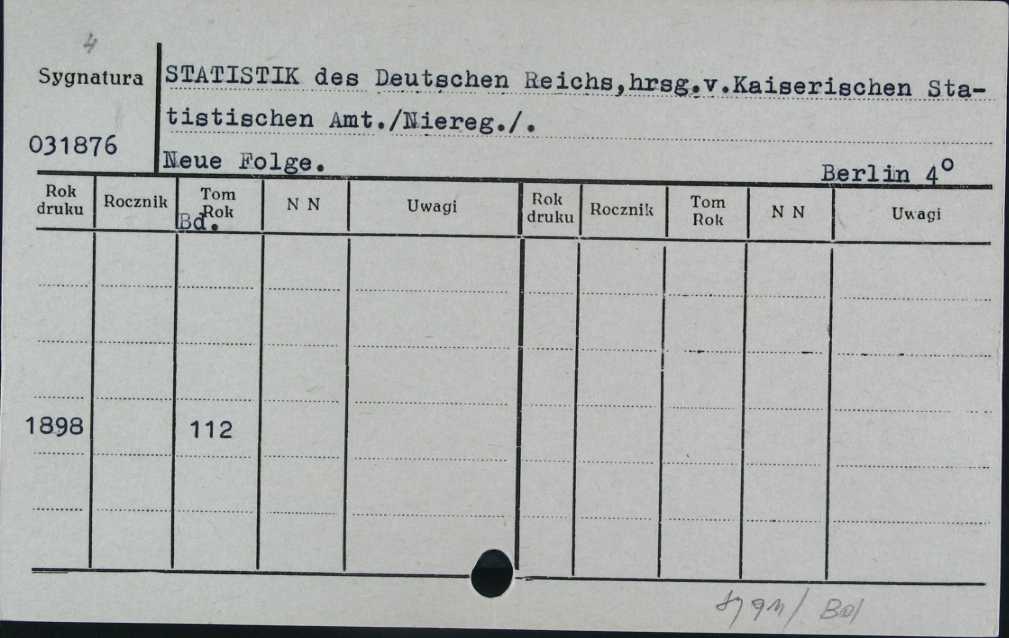 4
Sygnatura
STATISTIK des Deutschen Reichs,hrsg.v.Kaiserischen Sta-
tistischen Amt./Niereg./.
031876
Neue Folge.
Berlin 4°
Rok druku Rocznik Tom Rok N N Uwagi Rok druku Rocznik Tom Rok N N Uwagi
Bd.
1898 112